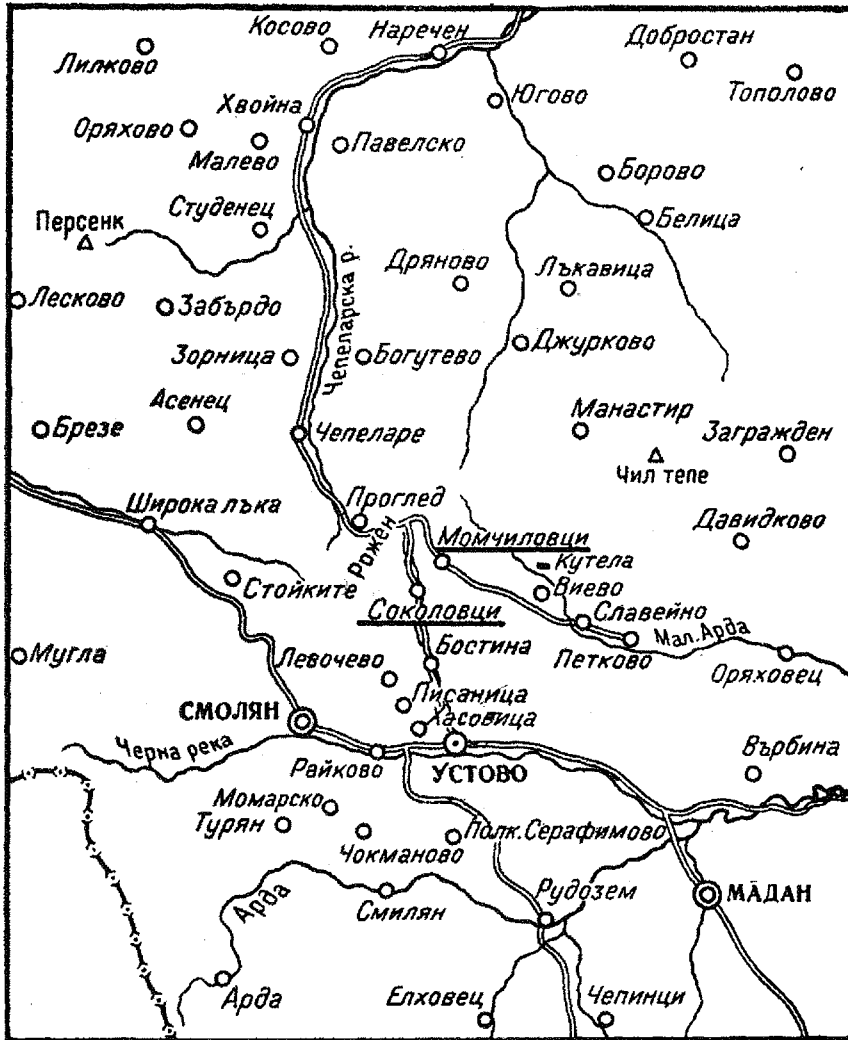 Косово
Наречен
Добростан
Лилково
Тополово
Югово
Хвойна
Оряхово
Малево
Павелско
Борово
Студенец
Белица
Персенк
Дряново
Лъкавица
Чепеларска р.
Лесково
Забърдо
Зорница
Богутево
Джурково
Асенец
Манастир
Брезе
Чепеларе
Загражден
Чил тепе
Широка лъка
Проглед
Рожен
Момчиловци
Давидково
Кутела
Стойките
Виево
Соколовци
Славейно
Мал. Арда
Мугла
Левочево
Бостина
Петково
Оряховец
Писаница
СМОЛЯН
Хасовица
Черна река
Райково
УСТОВО
Върбина
Момарско
Турян
Чокманово
Полк. Серафимово
Арда
Смилян
Рудозем
МАДАН
Арда
Елховец
Чепинци